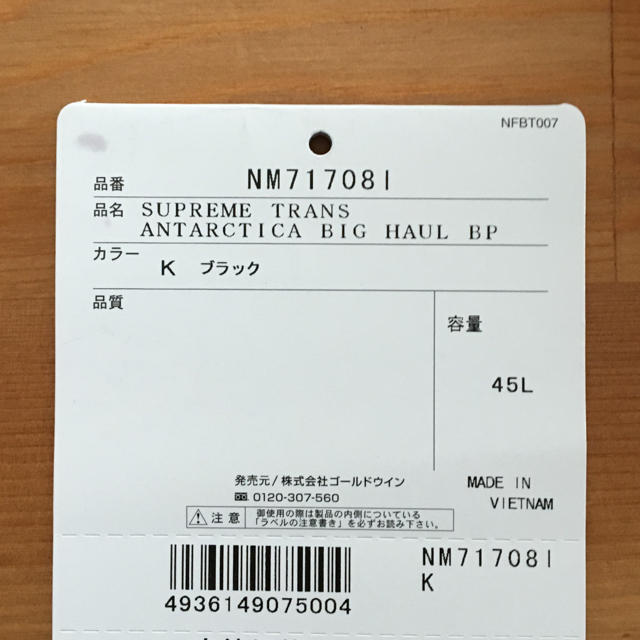 NFBT007
品番 NM71708I
品名 SUPREME TRANS
ANTARCTICA BIG HAUL BP
カラー K ブラック
品質
容量
45L
発売元/株式会社ゴールドウイン
0120-307-560
MADE IN
VIETNAM
注意
御使用の際は製品の内側についている
「ラベルの注意書き」を必ずお読み下さい。
NM71708I
K
4936149075004